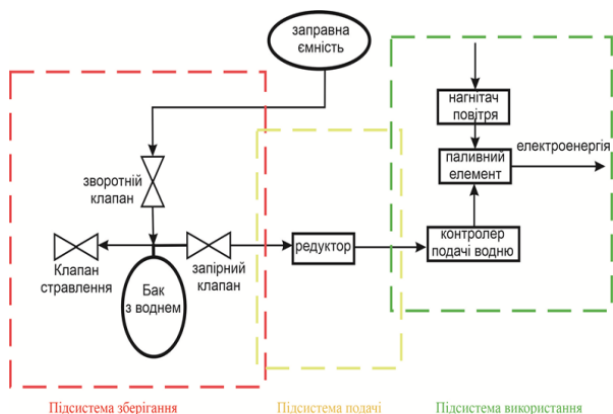 заправна
ємність
нагнітач
повітря
електроенергія
паливний
елемент
зворотній
клапан
контролер
подачі водню
редуктор
Клапан
стравлення
запірний
клапан
Бак
з воднем
Підсистема зберігання
Підсистема подачі
Підсистема використання